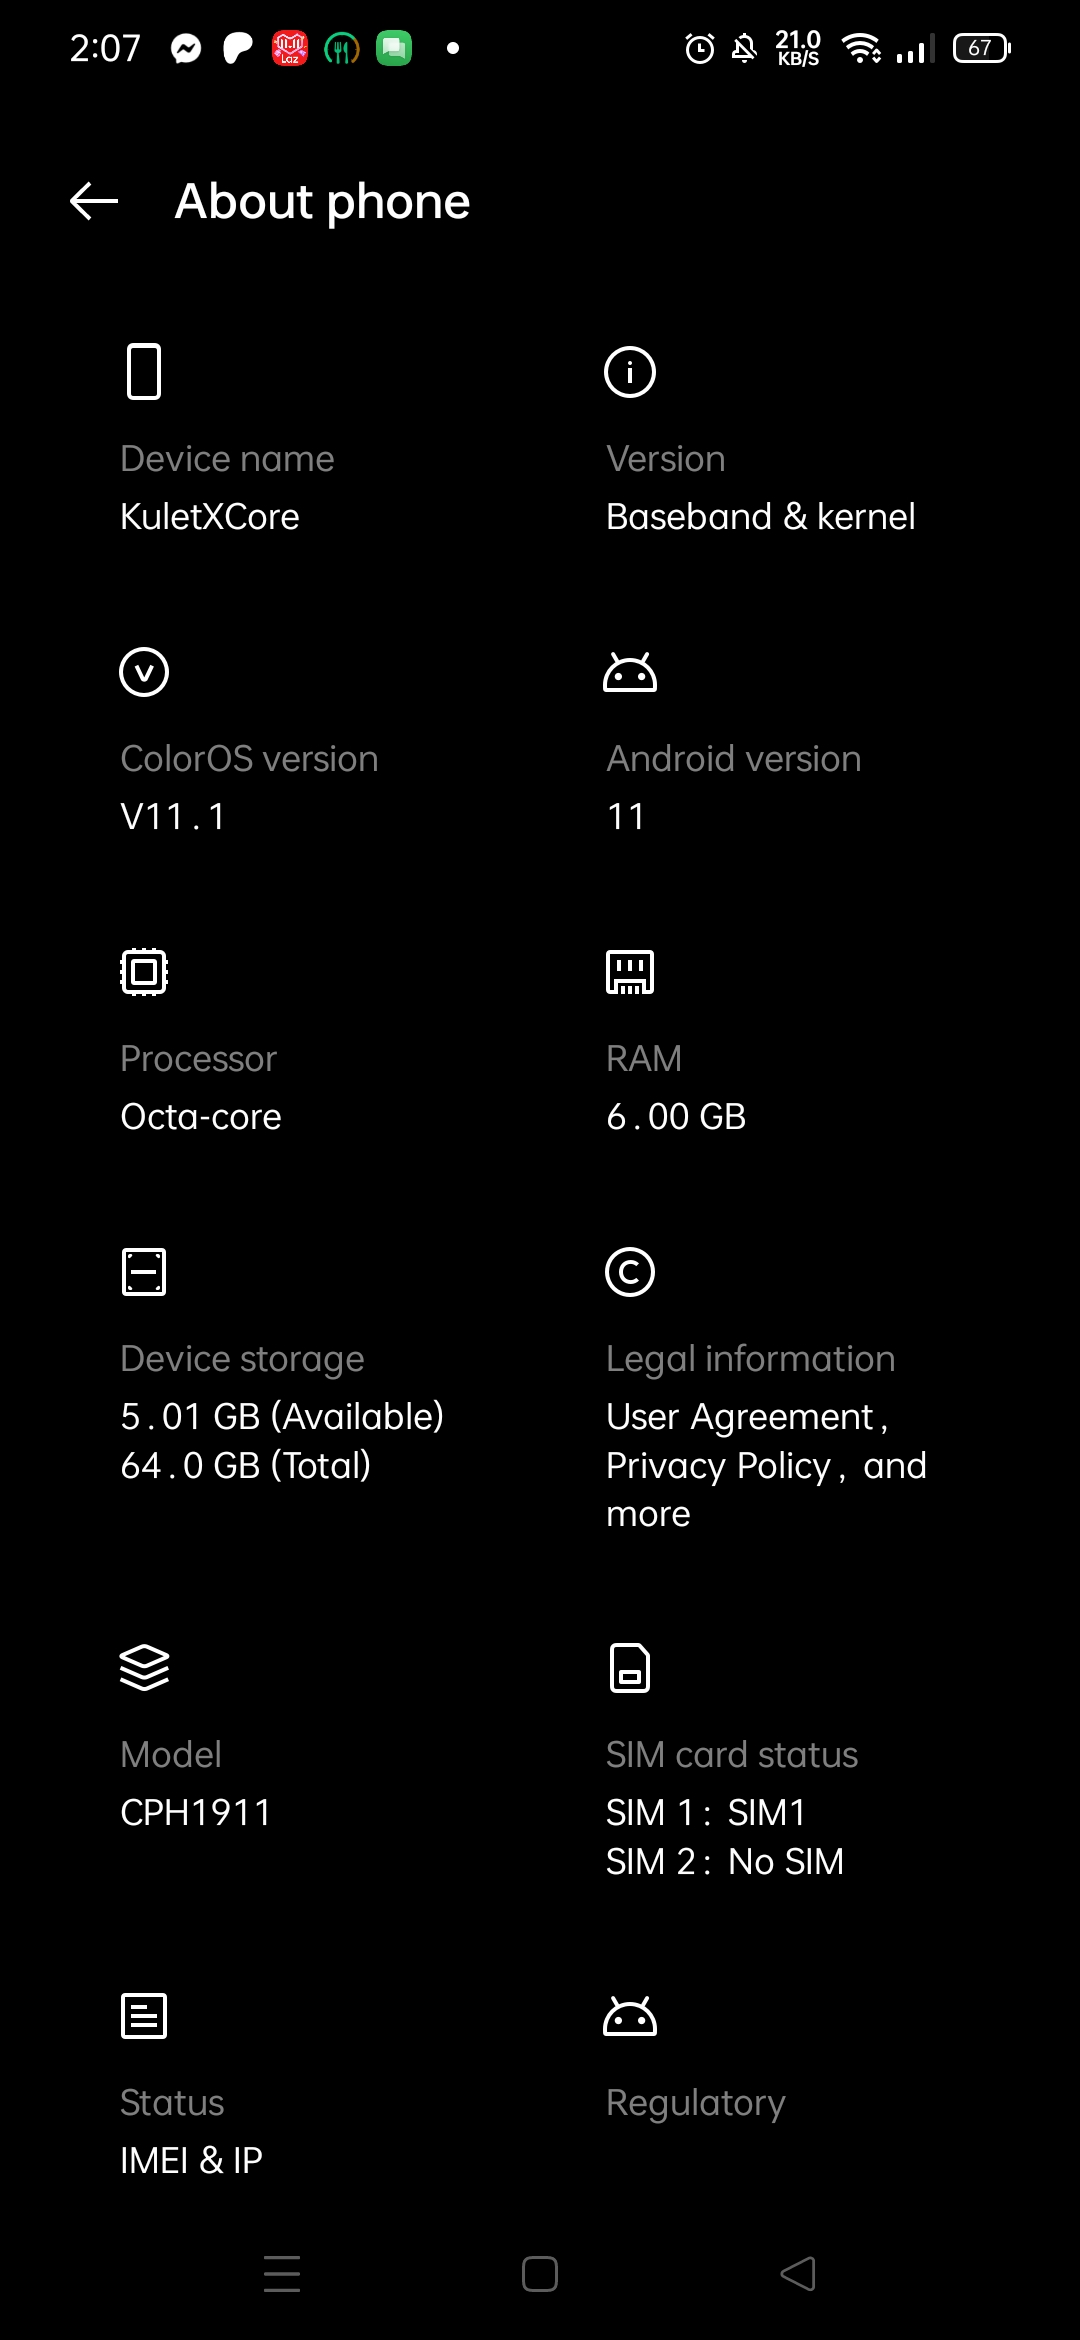 2:07
21.0
KB/S
67
About phone
Device name
KuletXCore
Version
Baseband & kernel
ColorOS version
V11.1
Android version
11
Processor
Octa-core
RAM
6.00 GB
Device storage
5.01 GB (Available)
64.0 GB (Total)
Legal information
User Agreement,
Privacy Policy, and
more
Model
CPH1911
SIM card status
SIM 1: SIM1
SIM 2: No SIM
Status
IMEI & IP
Regulatory